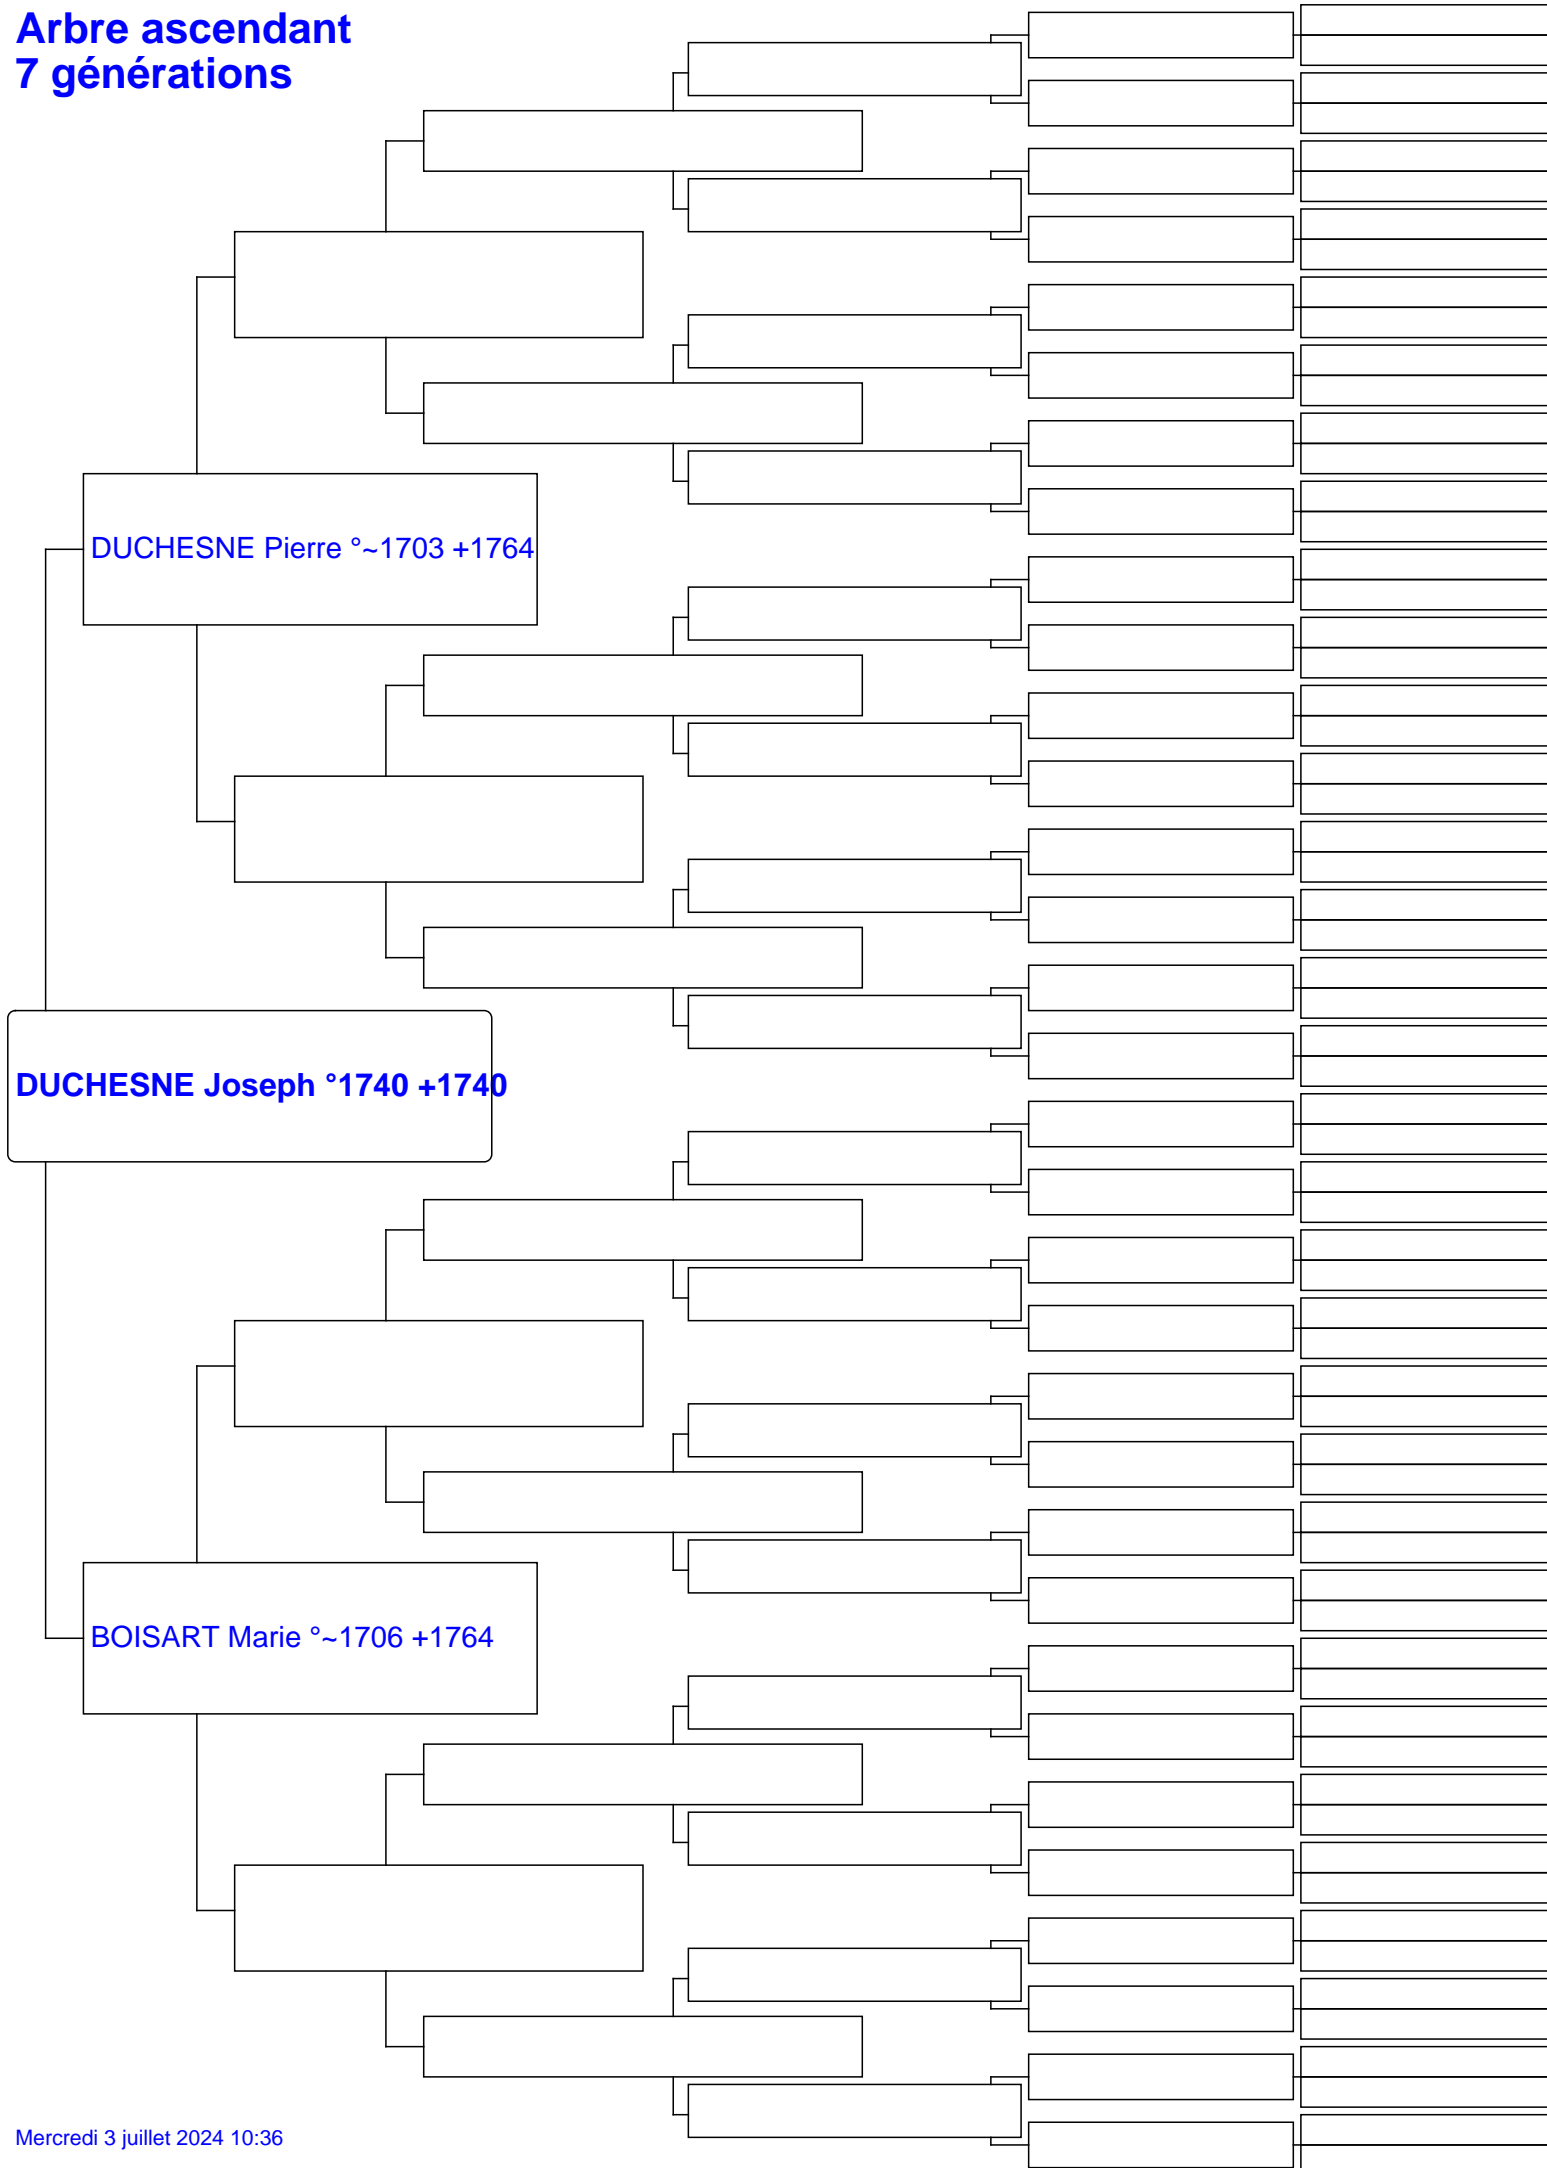 Arbre ascendant
7 générations
DUCHESNE Pierre °~1703 +1764
DUCHESNE Joseph °1740 +1740
BOISART Marie °~1706 +1764
Mercredi 3 juillet 2024 10:36